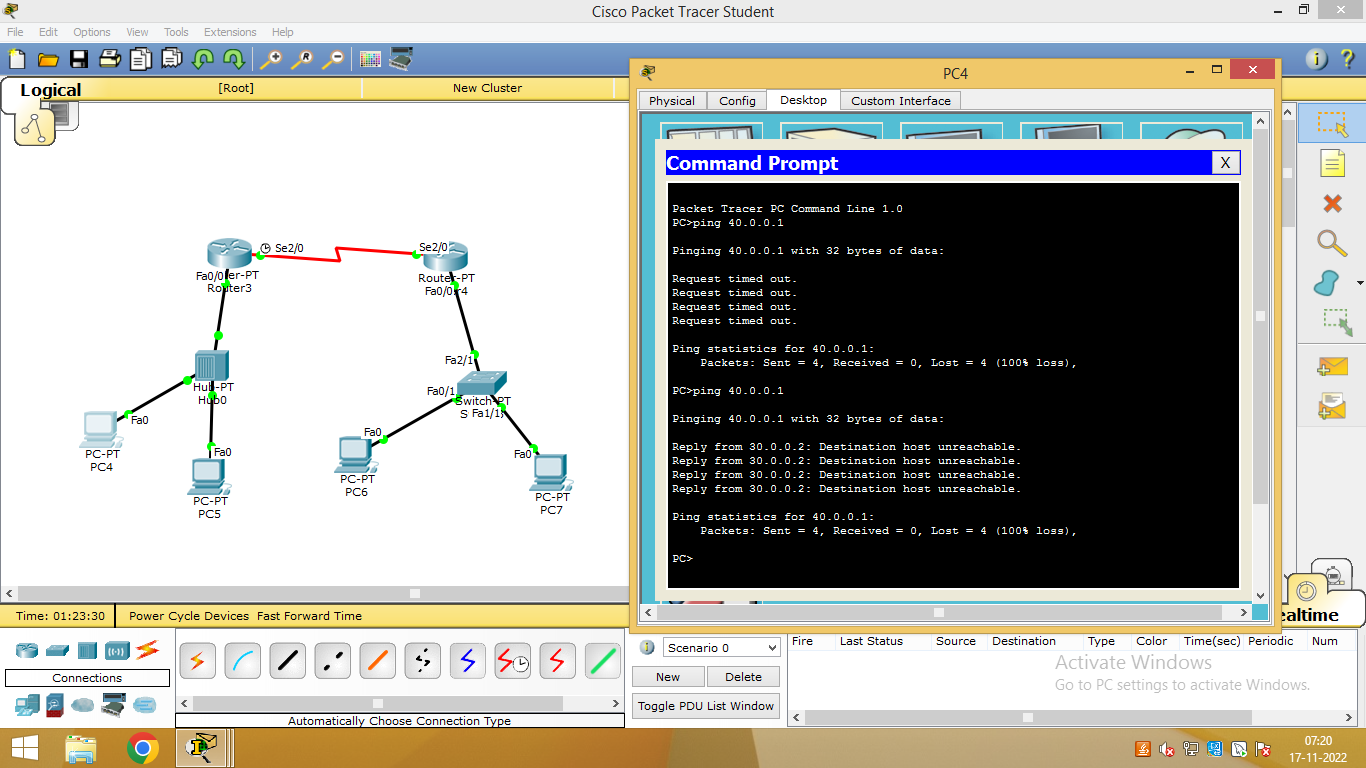 Cisco Packet Tracer Student
File Edit Options View Tools Extensions Help
Logical [Root] New Cluster
PC4
Physical Config Desktop Custom Interface
Command Prompt X
Packet Tracer PC Command Line 1.0
PC>ping 40.0.0.1
Pinging 40.0.0.1 with 32 bytes of data:
Request timed out.
Request timed out.
Request timed out.
Request timed out.
Ping statistics for 40.0.0.1:
Packets: Sent = 4, Received = 0, Lost = 4 (100% loss),
PC>ping 40.0.0.1
Pinging 40.0.0.1 with 32 bytes of data:
Reply from 30.0.0.2: Destination host unreachable.
Reply from 30.0.0.2: Destination host unreachable.
Reply from 30.0.0.2: Destination host unreachable.
Reply from 30.0.0.2: Destination host unreachable.
Ping statistics for 40.0.0.1:
Packets: Sent = 4, Received = 0, Lost = 4 (100% loss),
PC>
Se2/0
Se2/0
Fa0/0
Router3
Router-PT
Fa0/0
Fa2/1
Hub-PT
Hub0
Fa0/1
Switch-PT
Fa1/1
Fa0
PC-PT
PC4
Fa0
PC-PT
PC5
Fa0
PC-PT
PC6
Fa0
PC-PT
PC7
Time: 01:23:30 Power Cycle Devices Fast Forward Time
ealtime
Connections
Automatically Choose Connection Type
Scenario 0
New Delete
Toggle PDU List Window
Fire Last Status Source Destination Type Color Time(sec) Periodic Num
Activate Windows
Go to PC settings to activate Windows.
07:20
17-11-2022